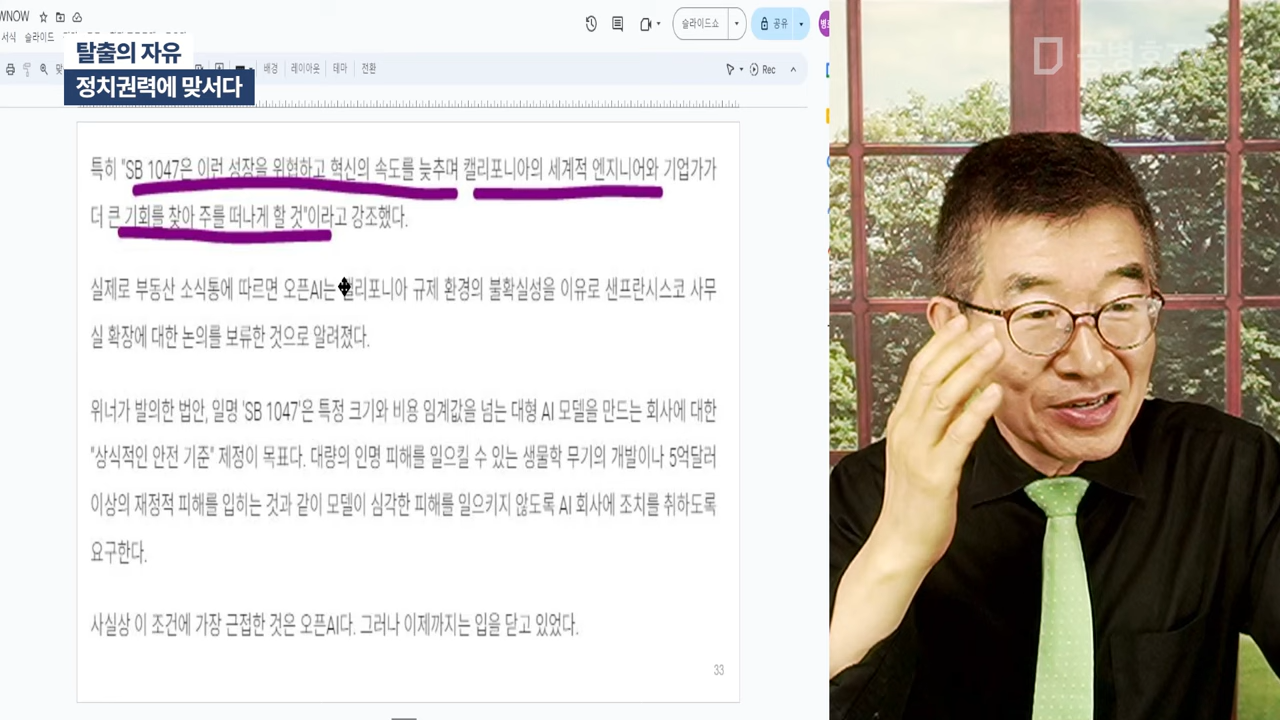 WNOW
서식 슬라이드
슬라이드쇼
공유
병호
탈출의 자유
정치권력에 맞서다
배경 레이아웃 테마 전환
Rec
공병호TV
특히 "SB 1047은 이런 성장을 위협하고 혁신의 속도를 늦추며 캘리포니아의 세계적 엔지니어와 기업가가
더 큰 기회를 찾아 주를 떠나게 할 것"이라고 강조했다.
실제로 부동산 소식통에 따르면 오픈AI는 캘리포니아 규제 환경의 불확실성을 이유로 샌프란시스코 사무
실 확장에 대한 논의를 보류한 것으로 알려졌다.
위너가 발의한 법안, 일명 'SB 1047'은 특정 크기와 비용 임계값을 넘는 대형 AI 모델을 만드는 회사에 대한
"상식적인 안전 기준" 제정이 목표다. 대량의 인명 피해를 일으킬 수 있는 생물학 무기의 개발이나 5억달러
이상의 재정적 피해를 입히는 것과 같이 모델이 심각한 피해를 일으키지 않도록 AI 회사에 조치를 취하도록
요구한다.
사실상 이 조건에 가장 근접한 것은 오픈AI다. 그러나 이제까지는 입을 닫고 있었다.
33